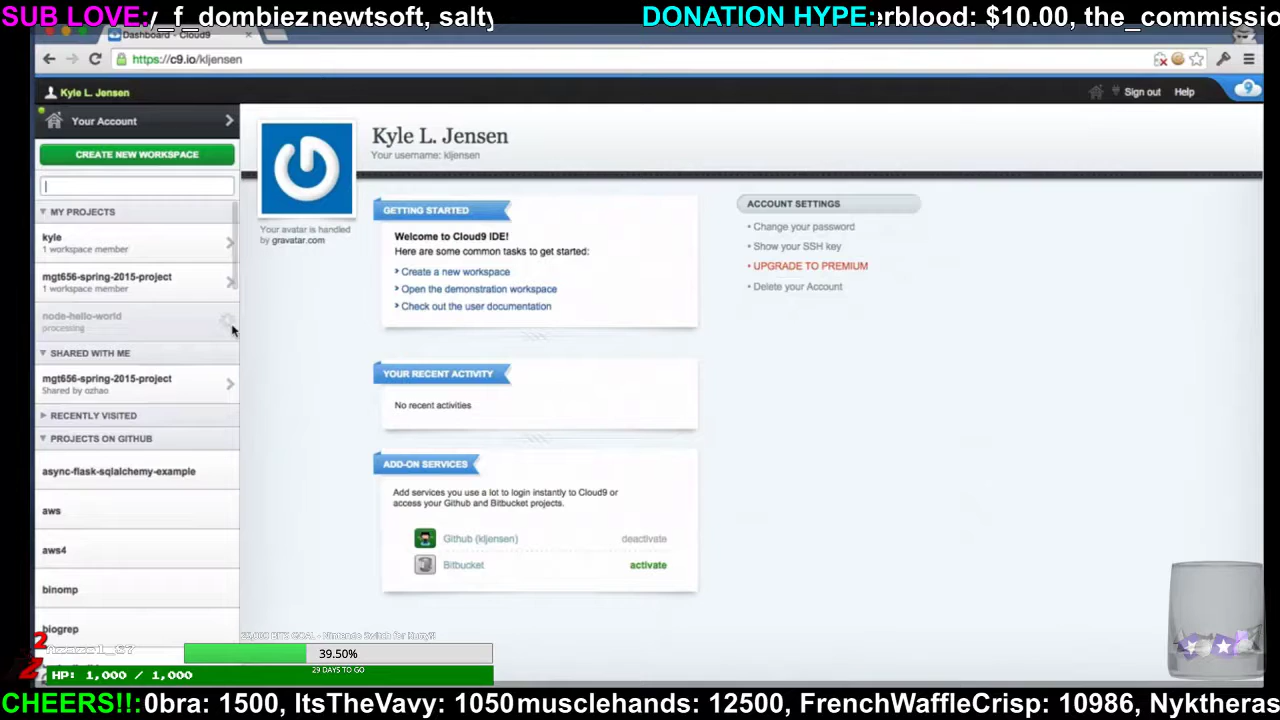 SUB LOVE:
_f_dombiez newtsoft, salty
DONATION HYPE:
erblood: $10.00, the_commissio
Dashboard - Cloud9
https://c9.io/kljensen
Kyle L. Jensen
Sign out
Help
Your Account
CREATE NEW WORKSPACE
MY PROJECTS
kyle
1 workspace member
mgt656-spring-2015-project
1 workspace member
node-hello-world
processing
SHARED WITH ME
mgt656-spring-2015-project
Shared by ozhao
RECENTLY VISITED
PROJECTS ON GITHUB
async-flask-sqlalchemy-example
aws
aws4
binomp
biogrep
Kyle L. Jensen
Your username: kljensen
Your avatar is handled
by gravatar.com
GETTING STARTED
Welcome to Cloud9 IDE!
Here are some common tasks to get started:
Create a new workspace
Open the demonstration workspace
Check out the user documentation
YOUR RECENT ACTIVITY
No recent activities
ADD-ON SERVICES
Add services you use a lot to login instantly to Cloud9 or
access your Github and Bitbucket projects.
Github (kljensen)
deactivate
Bitbucket
activate
ACCOUNT SETTINGS
• Change your password
• Show your SSH key
• UPGRADE TO PREMIUM
• Delete your Account
39.50%
29 DAYS TO GO
HP: 1,000 / 1,000
CHEERS!!:
0bra: 1500, ItsTheVavy: 1050 musclehands: 12500, FrenchWaffleCrisp: 10986, Nyktheras